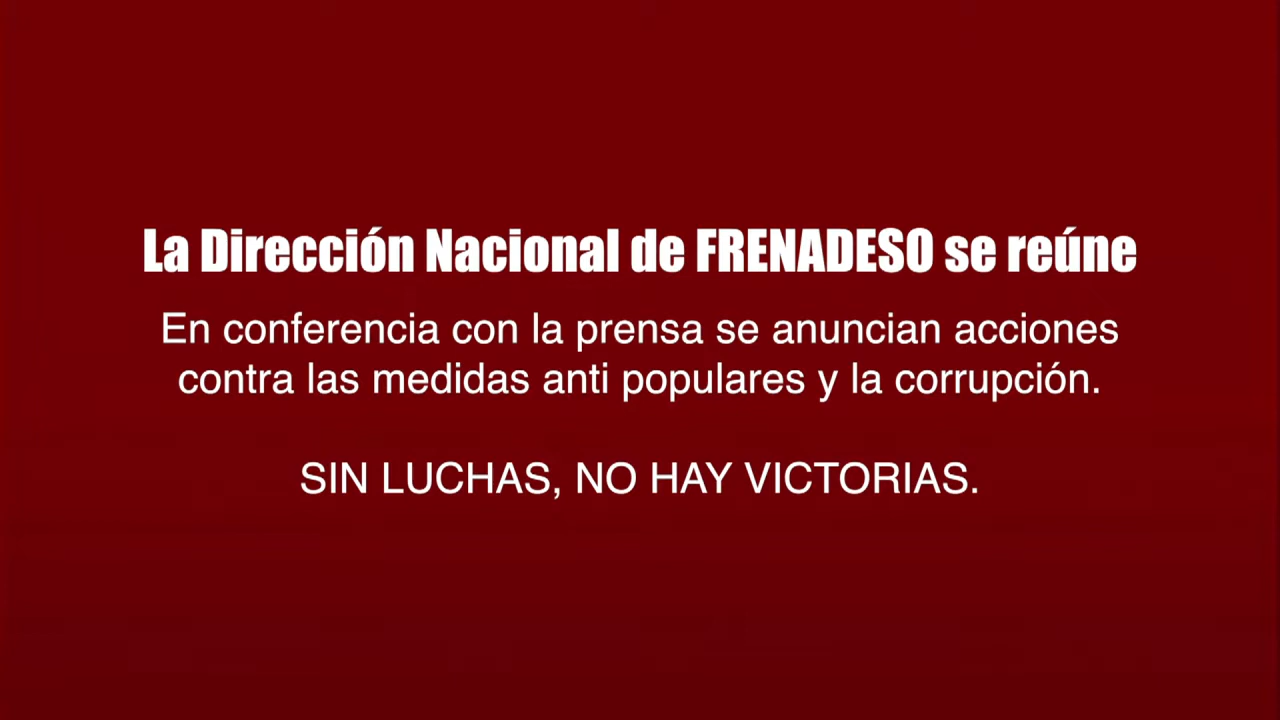 La Dirección Nacional de FRENADESO se reúne
En conferencia con la prensa se anuncian acciones
contra las medidas anti populares y la corrupción.
SIN LUCHAS, NO HAY VICTORIAS.